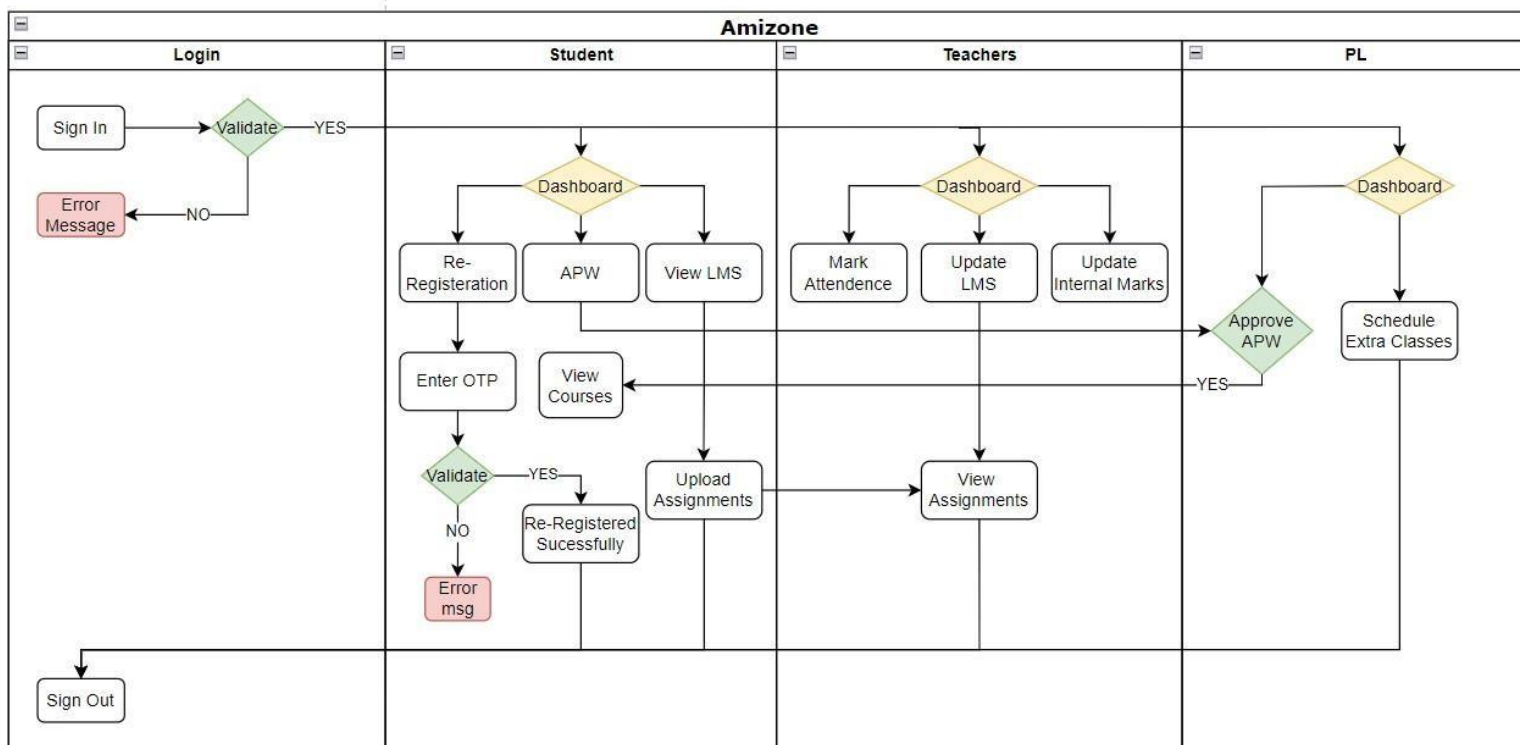 Amizone
Login
Student
Teachers
PL
Sign In
Validate
YES
Error
Message
NO
Dashboard
Dashboard
Dashboard
Re-
Registeration
APW
View LMS
Mark
Attendence
Update
LMS
Update
Internal Marks
Approve
APW
Schedule
Extra Classes
Enter OTP
View
Courses
YES
Validate
YES
Upload
Assignments
View
Assignments
NO
Re-Registered
Sucessfully
Error
msg
Sign Out